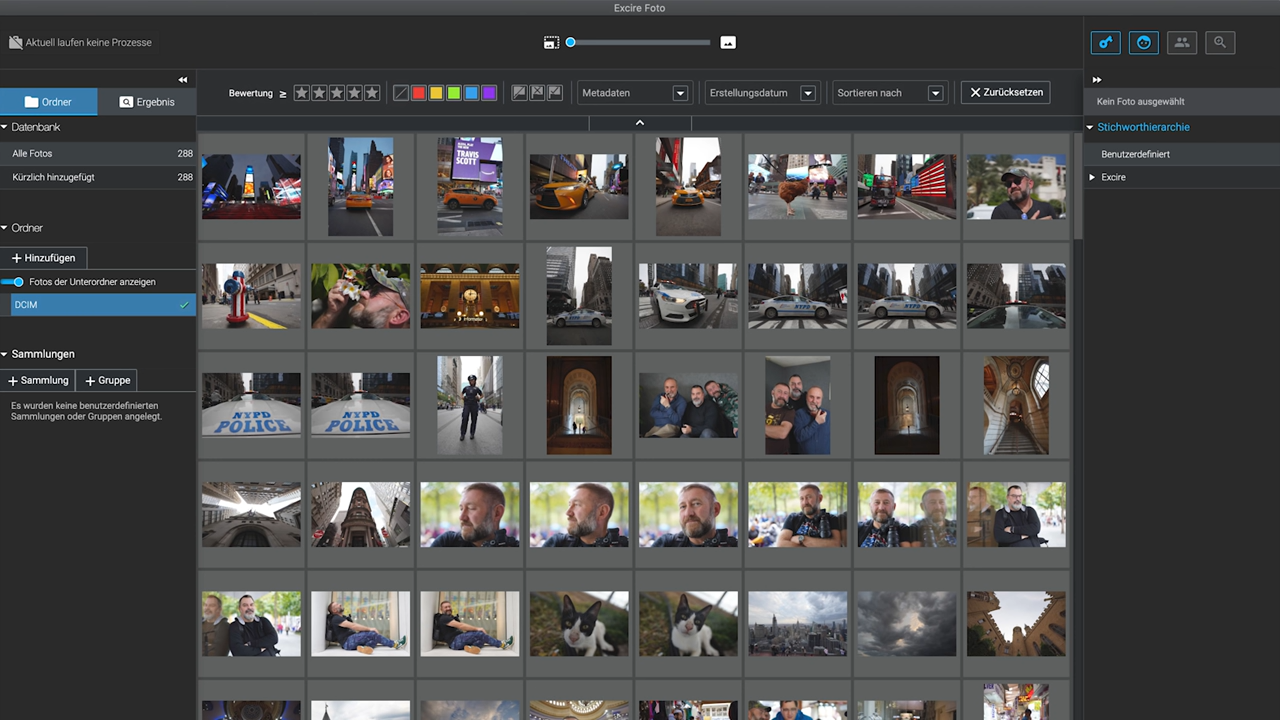 Excire Foto
Aktuell laufen keine Prozesse
Ordner
Ergebnis
Bewertung ≥
Metadaten
Erstellungsdatum
Sortieren nach
Zurücksetzen
Kein Foto ausgewählt
Datenbank
Stichworthierarchie
Alle Fotos 288
Benutzerdefiniert
Kürzlich hinzugefügt 288
Excire
TRAVIS
SCOTT
Ordner
Hinzufügen
Fotos der Unterordner anzeigen
DCIM
NYPD
NYPD
Sammlungen
Sammlung
Gruppe
Es wurden keine benutzerdefinierten
Sammlungen oder Gruppen angelegt.
NYPD
POLICE
NYPD
POLICE